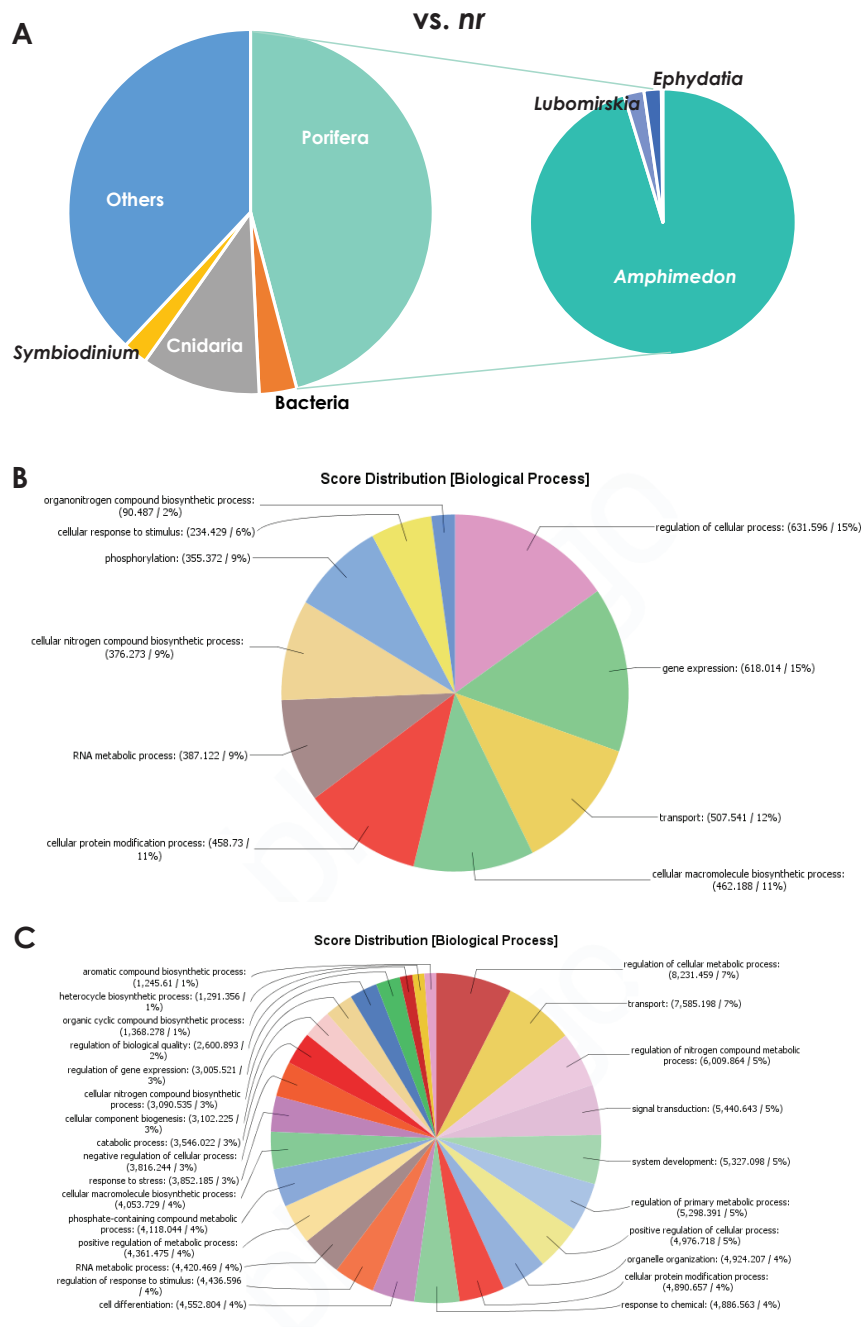 vs. nr
A
Porifera
Others
Cnidaria
Symbiodinium
Bacteria
Ephydatia
Lubomirskia
Amphimedon
B
Score Distribution [Biological Process]
organonitrogen compound biosynthetic process:
(90.487 / 2%)
cellular response to stimulus: (234.429 / 6%)
phosphorylation: (355.372 / 9%)
cellular nitrogen compound biosynthetic process:
(376.273 / 9%)
RNA metabolic process: (387.122 / 9%)
cellular protein modification process: (458.73 /
11%)
regulation of cellular process: (631.596 / 15%)
gene expression: (618.014 / 15%)
transport: (507.541 / 12%)
cellular macromolecule biosynthetic process:
(462.188 / 11%)
C
Score Distribution [Biological Process]
aromatic compound biosynthetic process:
(1,245.61 / 1%)
heterocycle biosynthetic process: (1,291.356 /
1%)
organic cyclic compound biosynthetic process:
(1,368.278 / 1%)
regulation of biological quality: (2,600.893 /
2%)
regulation of gene expression: (3,005.521 /
3%)
cellular nitrogen compound biosynthetic
process: (3,090.535 / 3%)
cellular component biogenesis: (3,102.225 /
3%)
catabolic process: (3,546.022 / 3%)
negative regulation of cellular process:
(3,816.244 / 3%)
response to stress: (3,852.185 / 3%)
cellular macromolecule biosynthetic process:
(4,053.729 / 4%)
phosphate-containing compound metabolic
process: (4,118.044 / 4%)
positive regulation of metabolic process:
(4,361.475 / 4%)
RNA metabolic process: (4,420.469 / 4%)
regulation of response to stimulus: (4,436.596
/ 4%)
cell differentiation: (4,552.804 / 4%)
regulation of cellular metabolic process:
(8,231.459 / 7%)
transport: (7,585.198 / 7%)
regulation of nitrogen compound metabolic
process: (6,009.864 / 5%)
signal transduction: (5,440.643 / 5%)
system development: (5,327.098 / 5%)
regulation of primary metabolic process:
(5,298.391 / 5%)
positive regulation of cellular process:
(4,976.718 / 5%)
organelle organization: (4,924.207 / 4%)
cellular protein modification process:
(4,890.657 / 4%)
response to chemical: (4,886.563 / 4%)